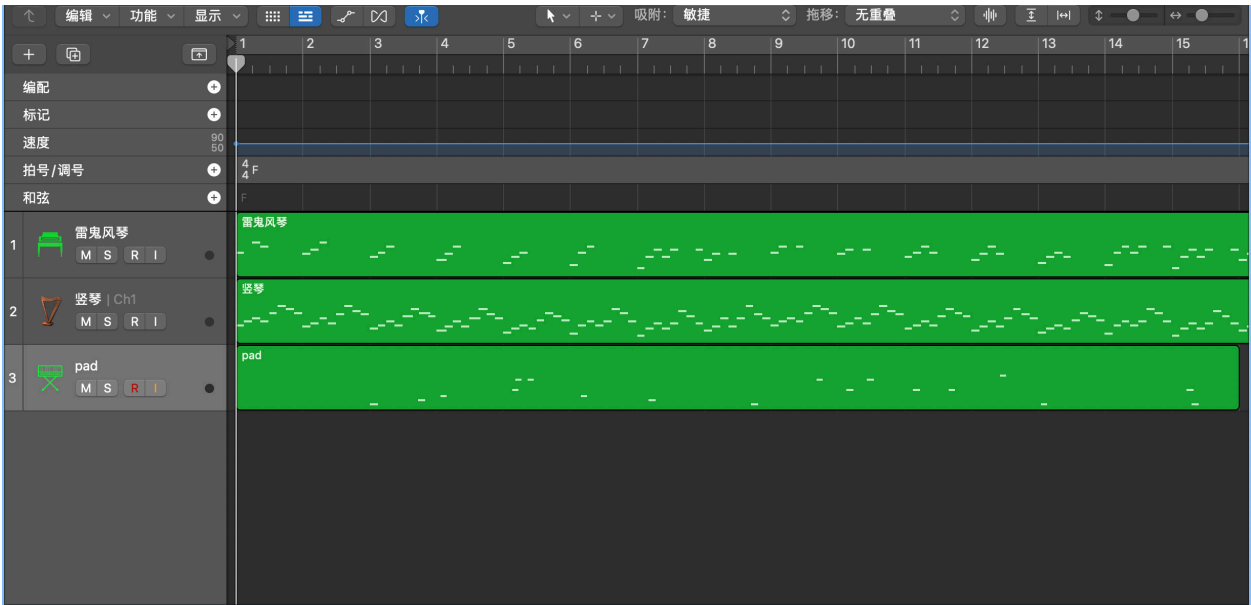 编辑 功能 显示 吸附： 敏捷 拖移： 无重叠
1 2 3 4 5 6 7 8 9 10 11 12 13 14 15 1
编配
标记
速度 90 50
拍号/调号 4 4 F
和弦 F
1 雷鬼风琴 雷鬼风琴
M S R I
2 竖琴 | Ch1 竖琴
M S R I
3 pad pad
M S R I